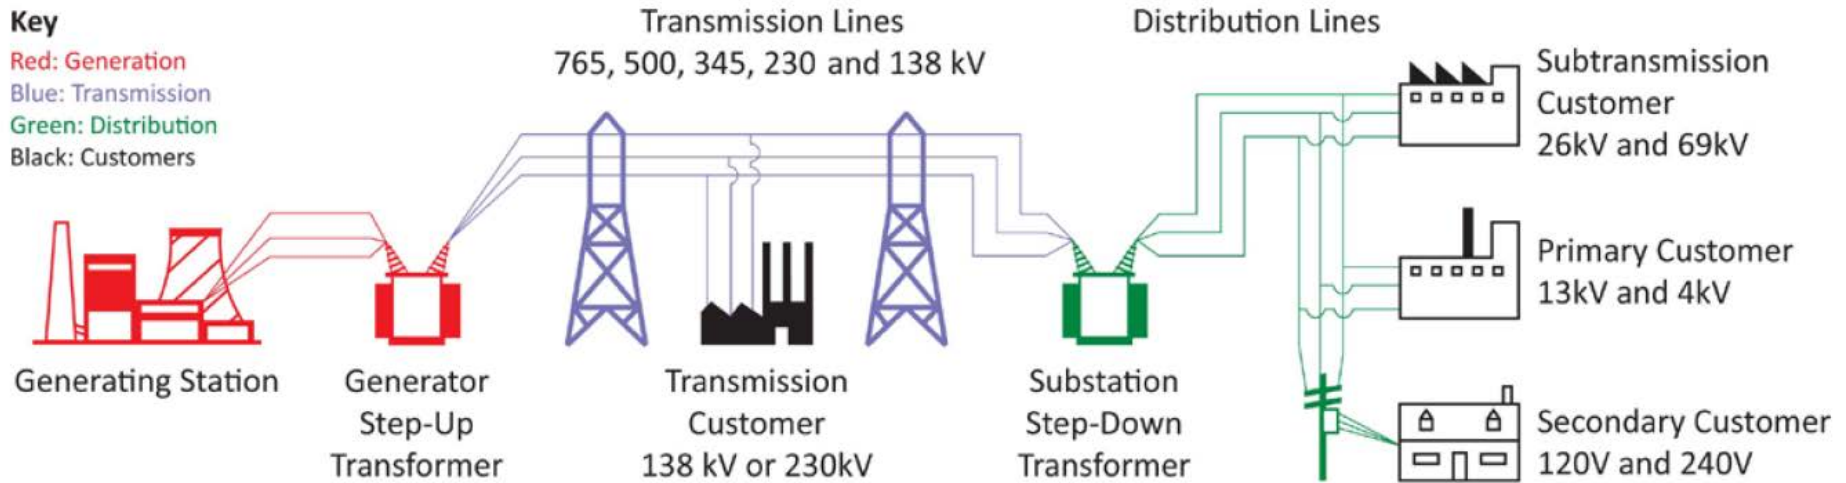 Key
Red: Generation
Blue: Transmission
Green: Distribution
Black: Customers
Transmission Lines
765, 500, 345, 230 and 138 kV
Distribution Lines
Subtransmission
Customer
26kV and 69kV
Primary Customer
13kV and 4kV
Secondary Customer
120V and 240V
Generating Station
Generator
Step-Up
Transformer
Transmission
Customer
138 kV or 230kV
Substation
Step-Down
Transformer